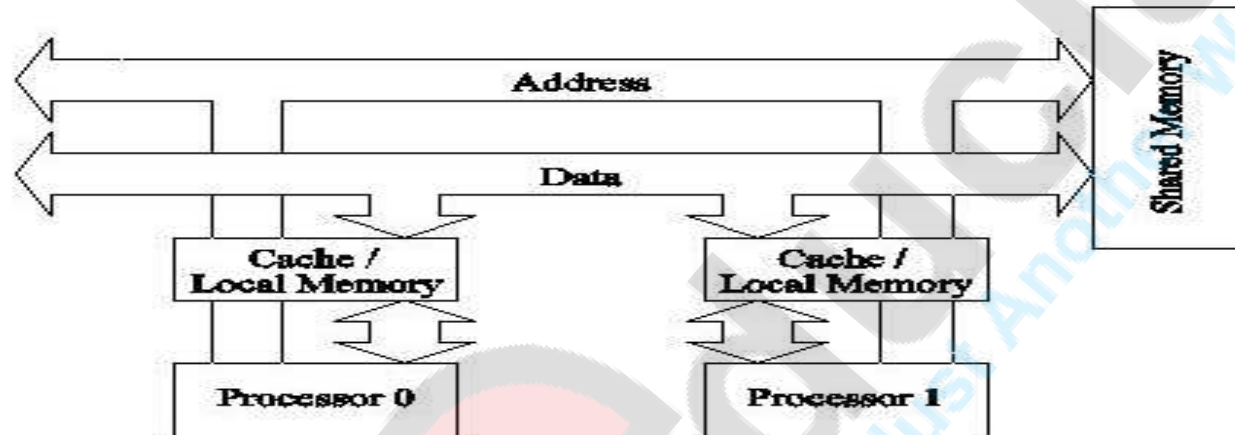 Address
Shared Memory
Data
Cache /
Local Memory
Cache /
Local Memory
Processor 0
Processor 1